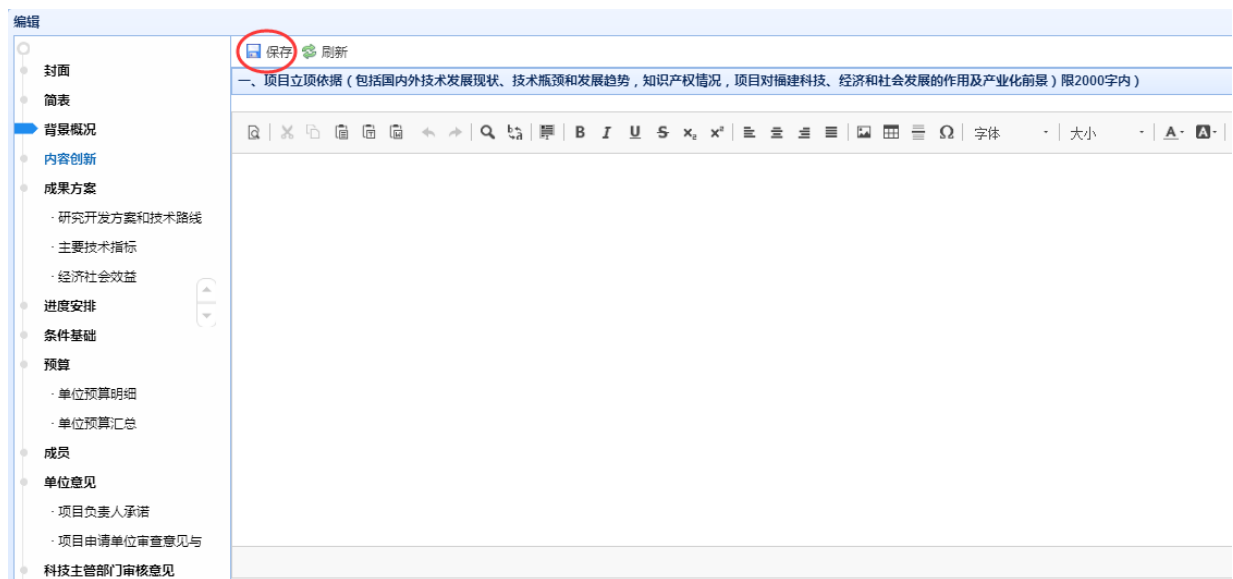 编辑
保存 刷新
一、项目立项依据（包括国内外技术发展现状、技术瓶颈和发展趋势，知识产权情况，项目对福建科技、经济和社会发展的作用及产业化前景）限2000字内）
B I U S x₂ x² Ω 字体 大小 A A
封面
简表
背景概况
内容创新
成果方案
· 研究开发方案和技术路线
· 主要技术指标
· 经济社会效益
进度安排
条件基础
预算
· 单位预算明细
· 单位预算汇总
成员
单位意见
· 项目负责人承诺
· 项目申请单位审查意见与
科技主管部门审核意见